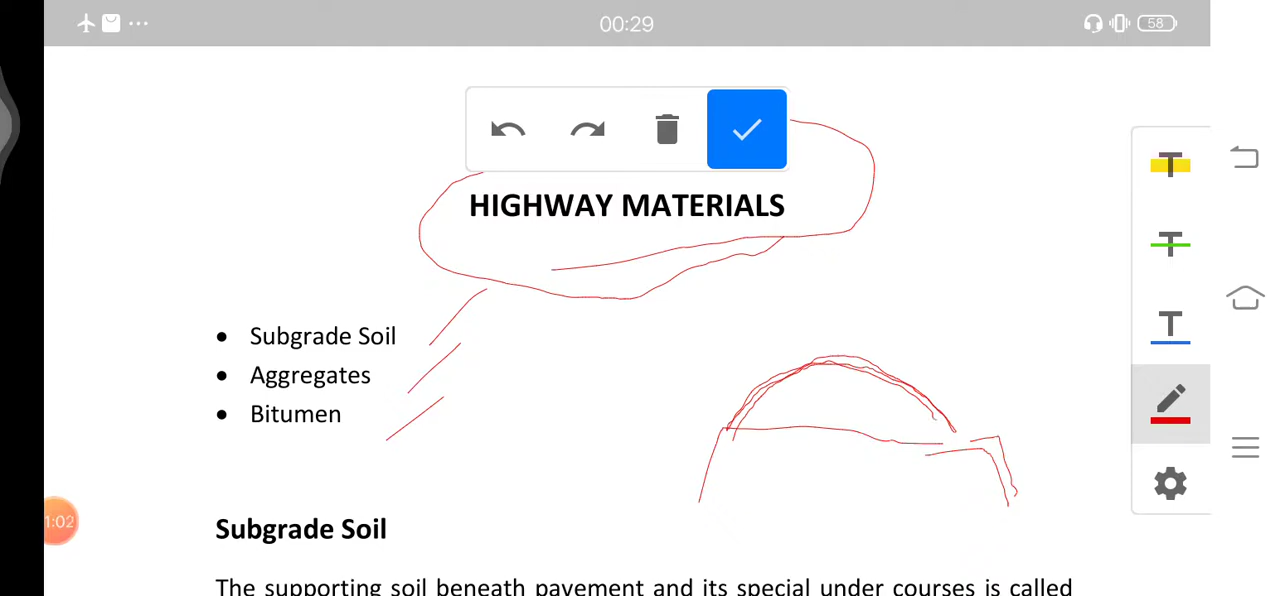 00:29
58
HIGHWAY MATERIALS
• Subgrade Soil
• Aggregates
• Bitumen
1:02
Subgrade Soil
The supporting soil beneath pavement and its special under courses is called